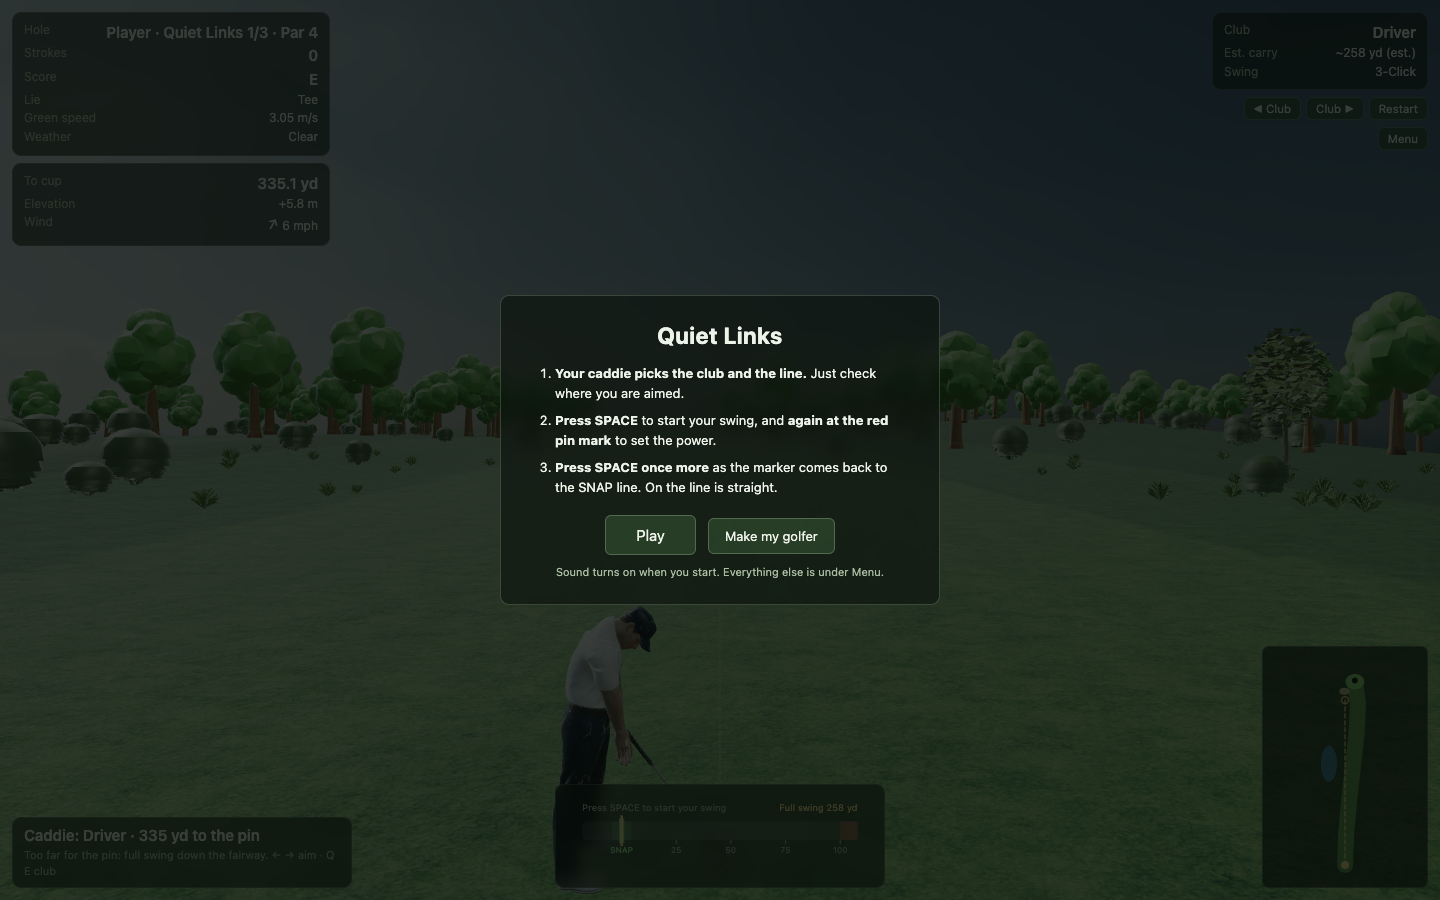 Hole Player · Quiet Links 1/3 · Par 4
Strokes 0
Score E
Lie Tee
Green speed 3.05 m/s
Weather Clear
To cup 335.1 yd
Elevation +5.8 m
Wind ↗ 6 mph
Club Driver
Est. carry ~258 yd (est.)
Swing 3-Click
◀ Club Club ▶ Restart
Menu
Quiet Links
1. Your caddie picks the club and the line. Just check
where you are aimed.
2. Press SPACE to start your swing, and again at the red
pin mark to set the power.
3. Press SPACE once more as the marker comes back to
the SNAP line. On the line is straight.
Play Make my golfer
Sound turns on when you start. Everything else is under Menu.
Press SPACE to start your swing Full swing 258 yd
SNAP 25 50 75 100
Caddie: Driver · 335 yd to the pin
Too far for the pin: full swing down the fairway. ← → aim · Q
E club